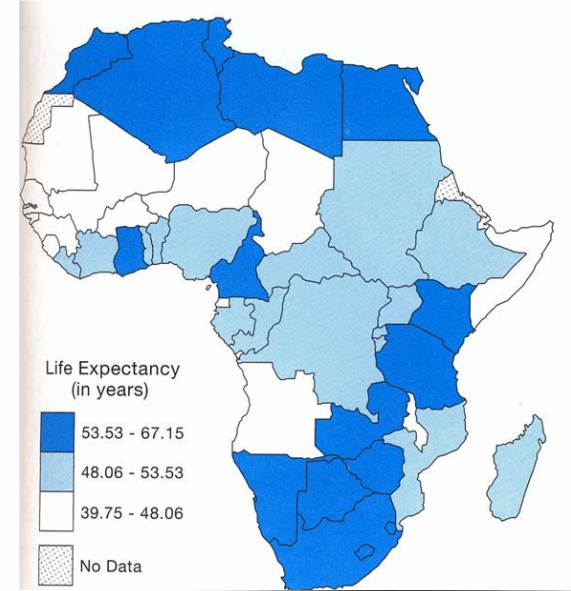 Life Expectancy
(in years)
53.53 - 67.15
48.06 - 53.53
39.75 - 48.06
No Data